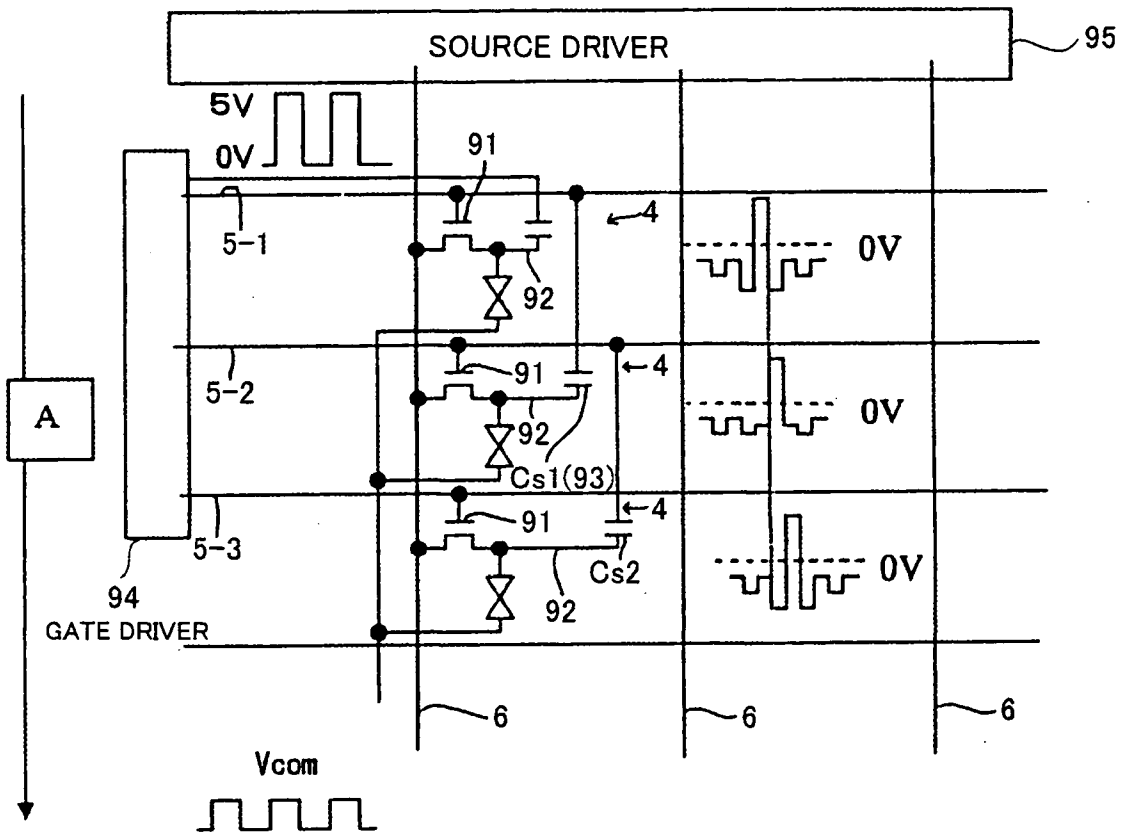 SOURCE DRIVER
95
5V
0V
91
4
5-1
92
0V
5-2
91
4
A
92
0V
Cs1(93)
91
4
5-3
Cs2
0V
92
94
GATE DRIVER
6
6
6
Vcom